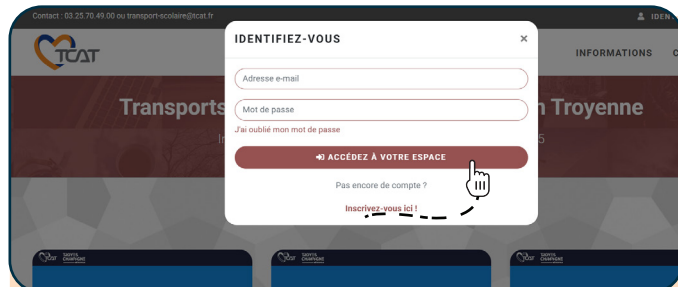 Contact : 03.25.70.49.00 ou transport-scolaire@tcat.fr
IDEN
IDENTIFIEZ-VOUS
×
TCAT
INFORMATIONS
Adresse e-mail
Transports
n Troyenne
Mot de passe
J'ai oublié mon mot de passe
5
ACCÉDEZ À VOTRE ESPACE
Pas encore de compte ?
Inscrivez-vous ici !